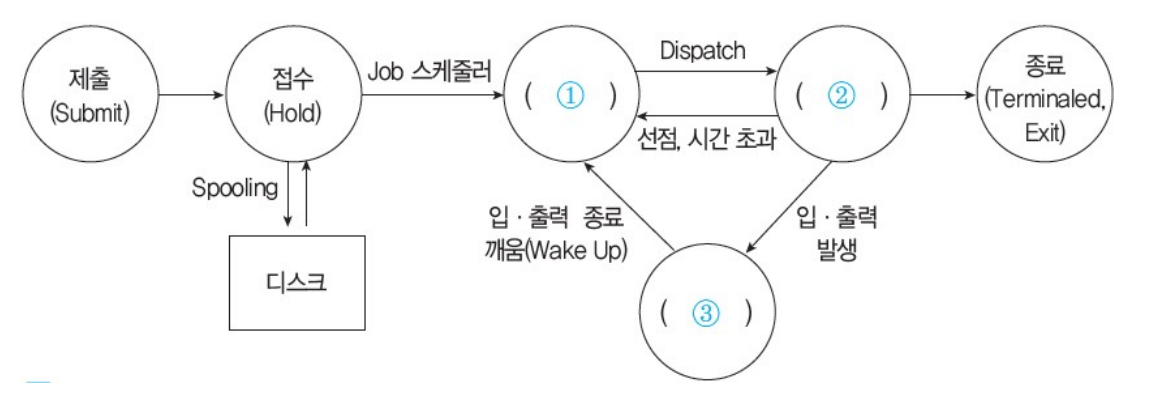 제출
(Submit)
접수
(Hold)
Job 스케줄러
( ① )
Dispatch
선점, 시간 초과
( ② )
종료
(Terminaled,
Exit)
Spooling
디스크
입·출력 종료
깨움(Wake Up)
입·출력
발생
( ③ )